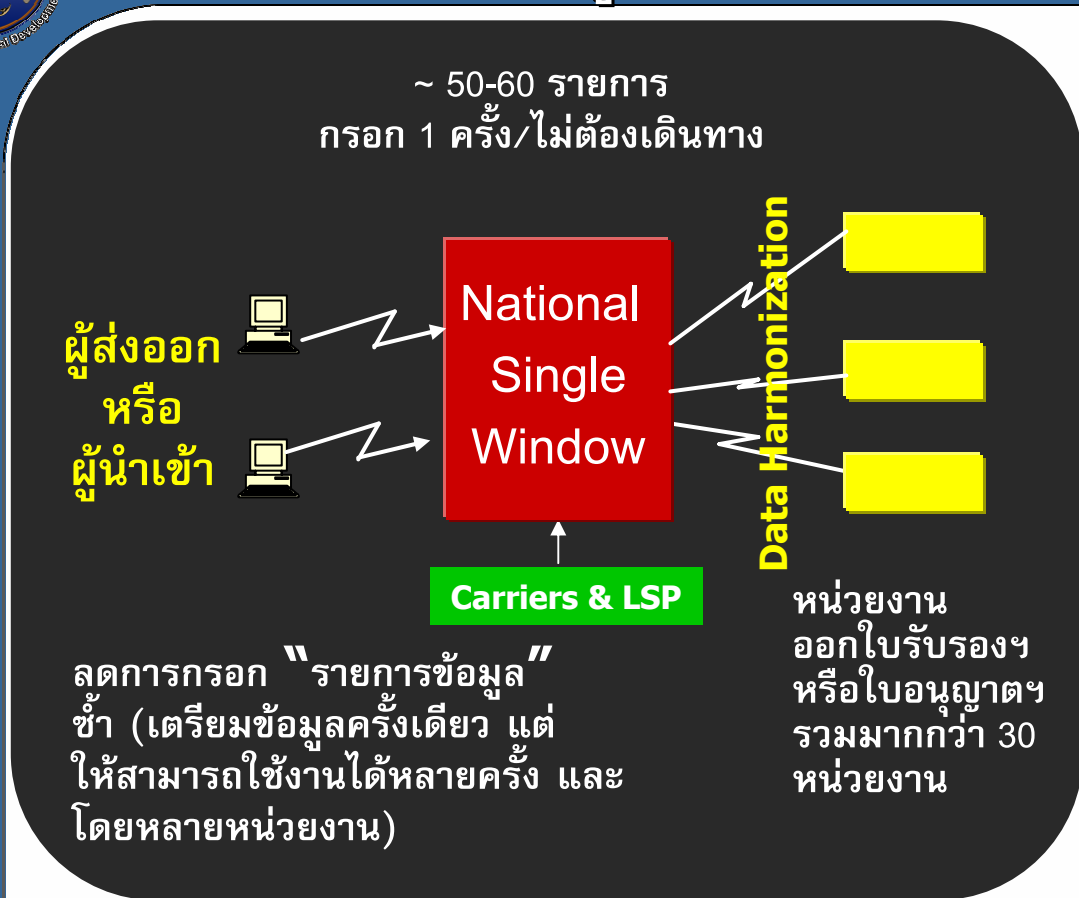 ~ 50-60 รายการ
กรอก 1 ครั้ง/ไม่ต้องเดินทาง
ผู้ส่งออก
หรือ
ผู้นำเข้า
National
Single
Window
Data Harmonization
Carriers & LSP
ลดการกรอก “รายการข้อมูล”
ซ้ำ (เตรียมข้อมูลครั้งเดียว แต่
ให้สามารถใช้งานได้หลายครั้ง และ
โดยหลายหน่วยงาน)
หน่วยงาน
ออกใบรับรองฯ
หรือใบอนุญาตฯ
รวมมากกว่า 30
หน่วยงาน